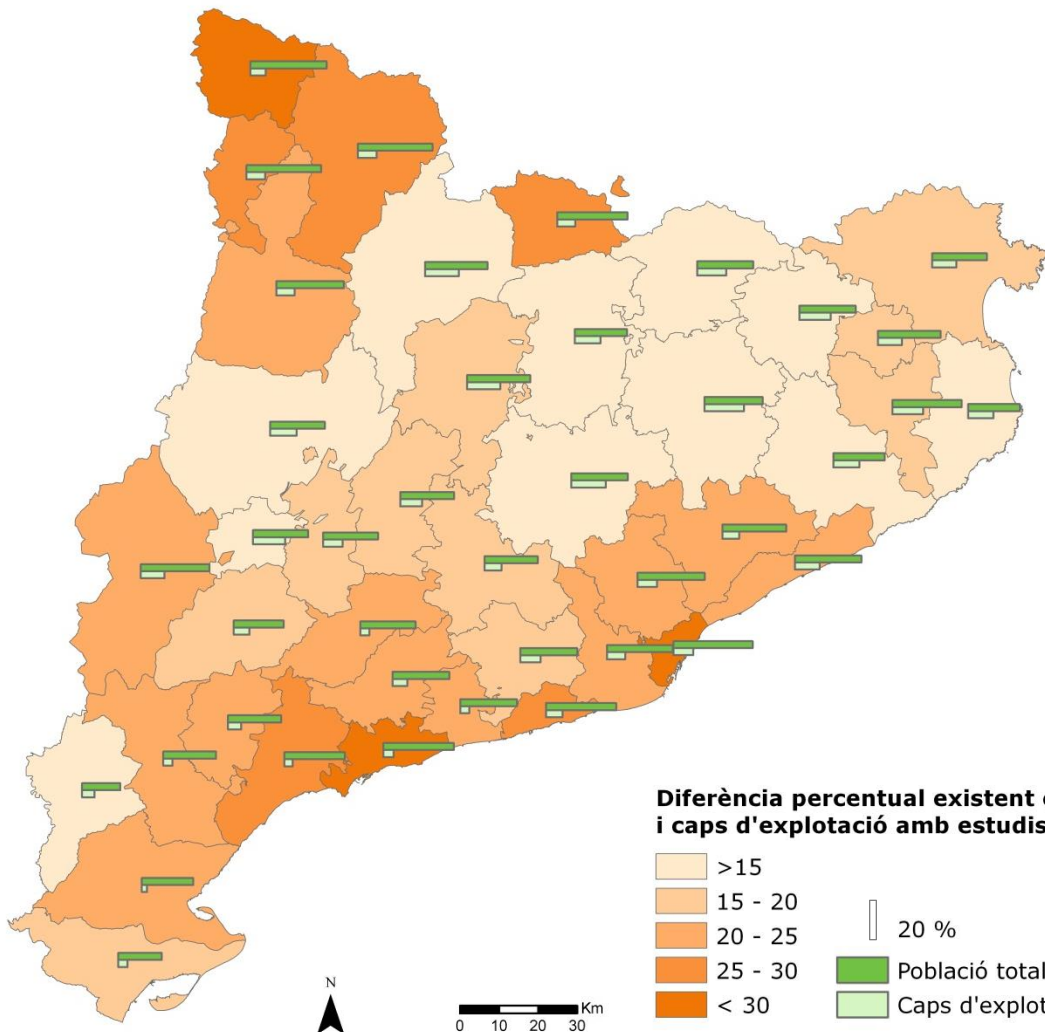 Diferència percentual existent
i caps d'explotació amb estudis
>15
15 - 20
20 - 25
25 - 30
< 30
20 %
Població total
Caps d'explot
N
Km
0 10 20 30